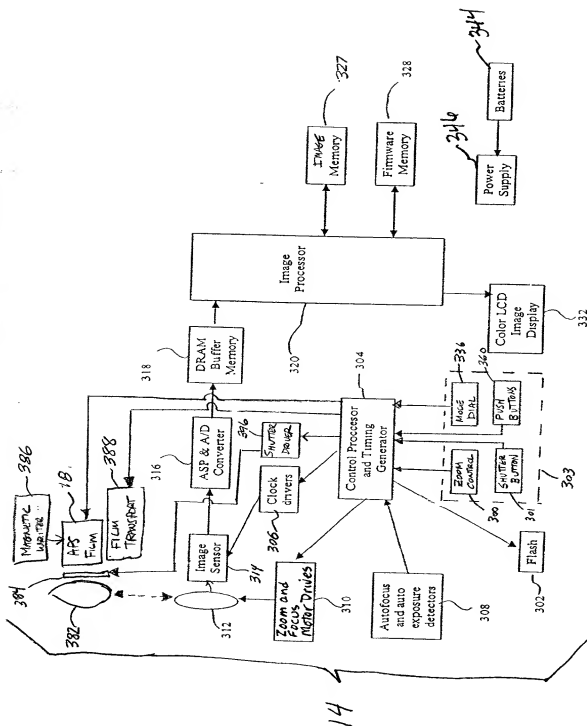 386
MAGNETIC
WRITER
18
APS
FILM
388
FILM
TRANSPORT
384
382
396
SHUTTER
DRIVER
316
ASP & A/D
Converter
318
DRAM
Buffer
Memory
Image
Processor
320
IMAGE
Memory
327
Firmware
Memory
328
344
Batteries
346
Power
Supply
Color LCD
Image
Display
332
312
Image
Sensor
314
Clock
drivers
306
Zoom and
FOCUS
Motor Drives
310
304
Control Proccesor
and Timing
Generator
Autofocus and auto
exposure
detectors
308
Flash
302
ZOOM
CONTROL
300
SHUTTER
BUTTON
301
MODE
DIAL
336
PUSH
BUTTONS
360
303
14